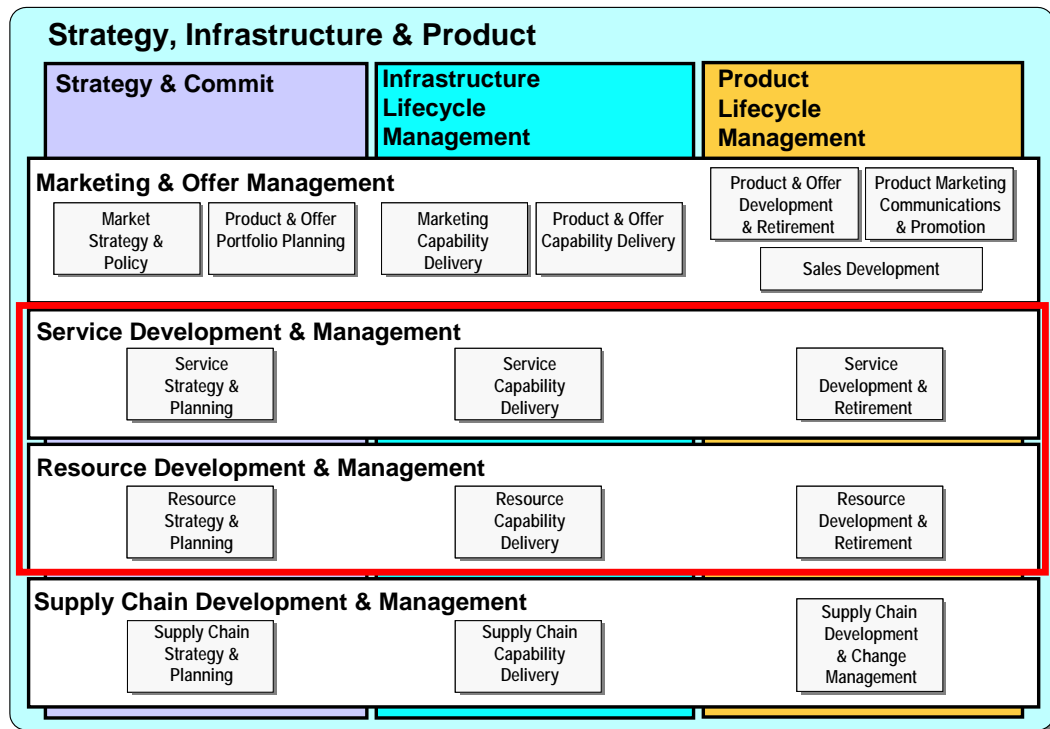 Strategy, Infrastructure & Product
Strategy & Commit
Infrastructure
Lifecycle
Management
Product
Lifecycle
Management
Marketing & Offer Management
Market
Strategy &
Policy
Product & Offer
Portfolio Planning
Marketing
Capability
Delivery
Product & Offer
Capability Delivery
Product & Offer
Development
& Retirement
Product Marketing
Communications
& Promotion
Sales Development
Service Development & Management
Service
Strategy &
Planning
Service
Capability
Delivery
Service
Development &
Retirement
Resource Development & Management
Resource
Strategy &
Planning
Resource
Capability
Delivery
Resource
Development &
Retirement
Supply Chain Development & Management
Supply Chain
Strategy &
Planning
Supply Chain
Capability
Delivery
Supply Chain
Development
& Change
Management